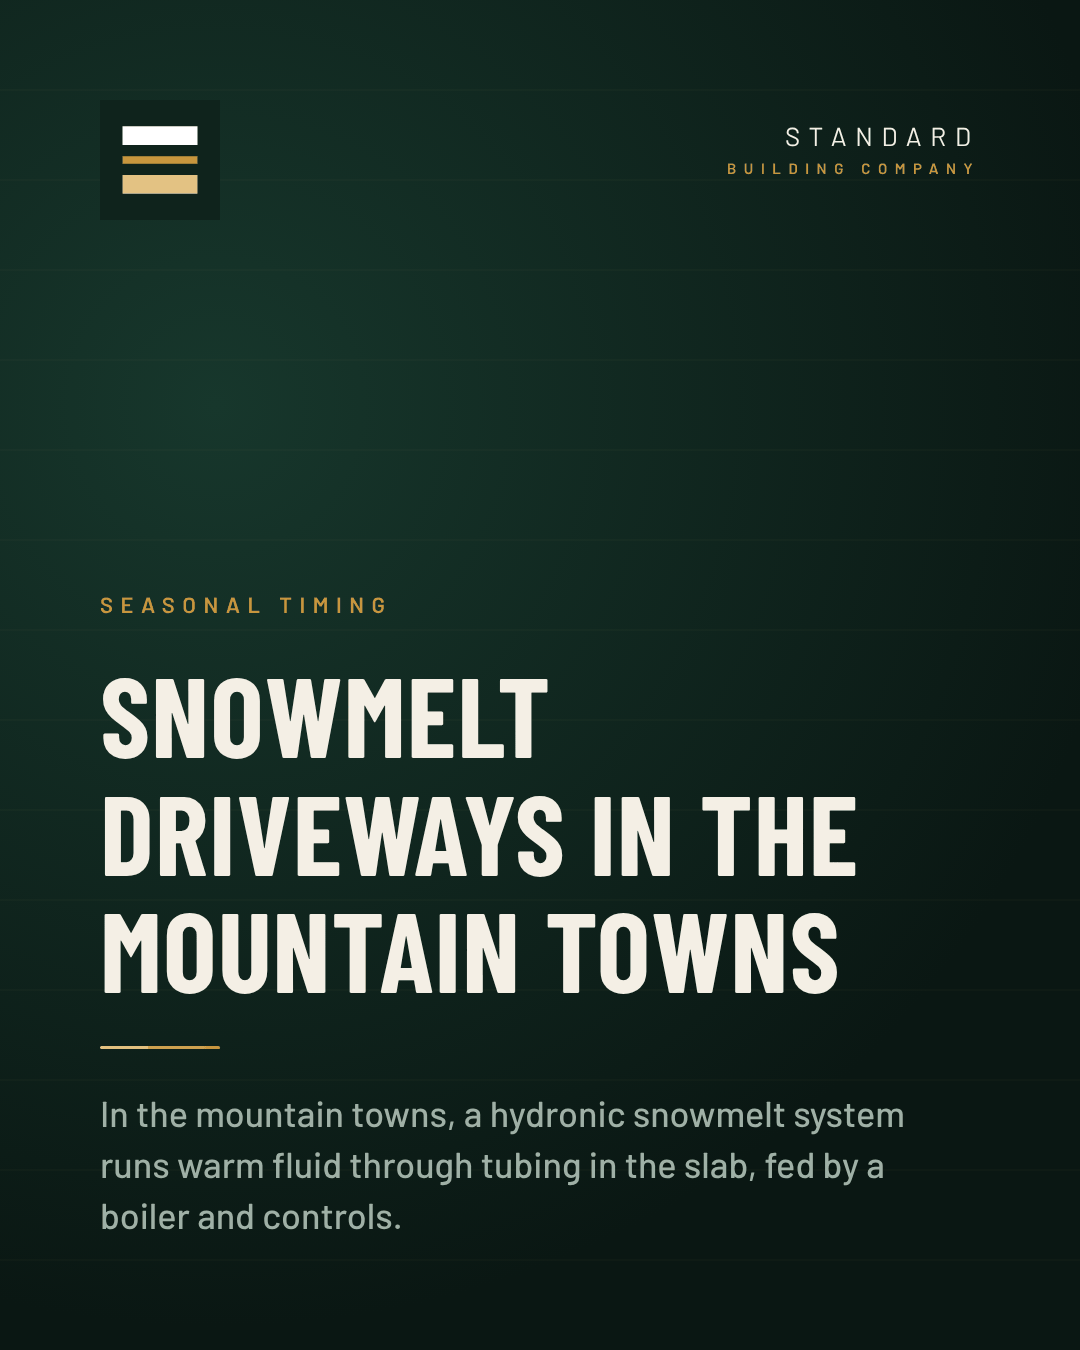 STANDARD
BUILDING COMPANY
SEASONAL TIMING
SNOWMELT
DRIVEWAYS IN THE
MOUNTAIN TOWNS
In the mountain towns, a hydronic snowmelt system
runs warm fluid through tubing in the slab, fed by a
boiler and controls.